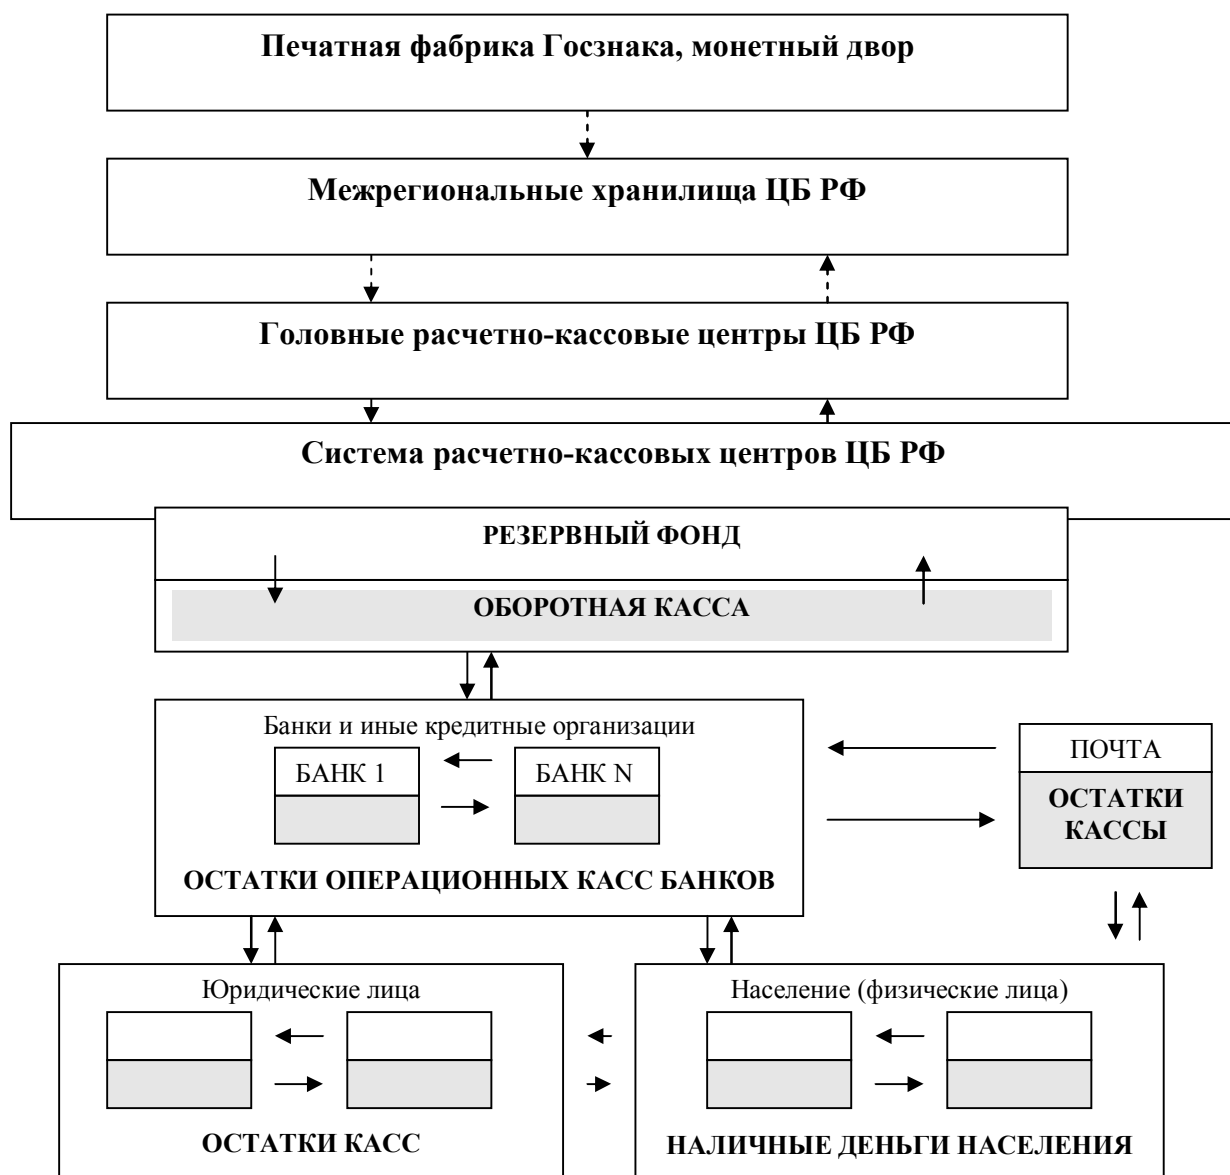 Печатная фабрика Госзнака, монетный двор
Межрегиональные хранилища ЦБ РФ
Головные расчетно-кассовые центры ЦБ РФ
Система расчетно-кассовых центров ЦБ РФ
РЕЗЕРВНЫЙ ФОНД
ОБОРОТНАЯ КАССА
Банки и иные кредитные организации
БАНК 1
БАНК N
ОСТАТКИ ОПЕРАЦИОННЫХ КАСС БАНКОВ
ПОЧТА
ОСТАТКИ
КАССЫ
Юридические лица
ОСТАТКИ КАСС
Население (физические лица)
НАЛИЧНЫЕ ДЕНЬГИ НАСЕЛЕНИЯ